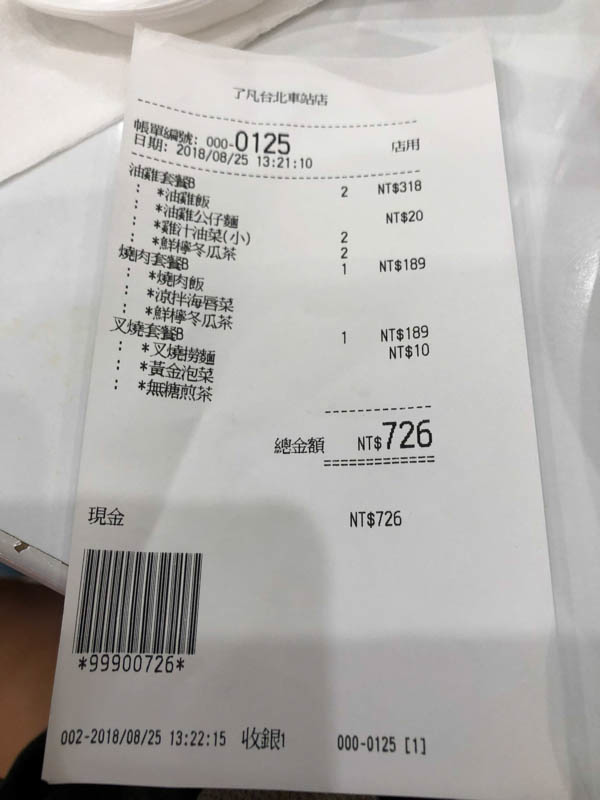 了凡台北車站店
帳單編號: 000-0125 店用
日期: 2018/08/25 13:21:10
油雞套餐B 2 NT$318
: *油雞飯
: *油雞公仔麵 NT$20
: *雞汁油菜(小) 2
: *鮮檸冬瓜茶 2
燒肉套餐B 1 NT$189
: *燒肉飯
: *涼拌海唇菜
: *鮮檸冬瓜茶
叉燒套餐B 1 NT$189
: *叉燒撈麵 NT$10
: *黃金泡菜
: *無糖煎茶
總金額 NT$726
現金 NT$726
*99900726*
002-2018/08/25 13:22:15 收銀1 000-0125 [1]